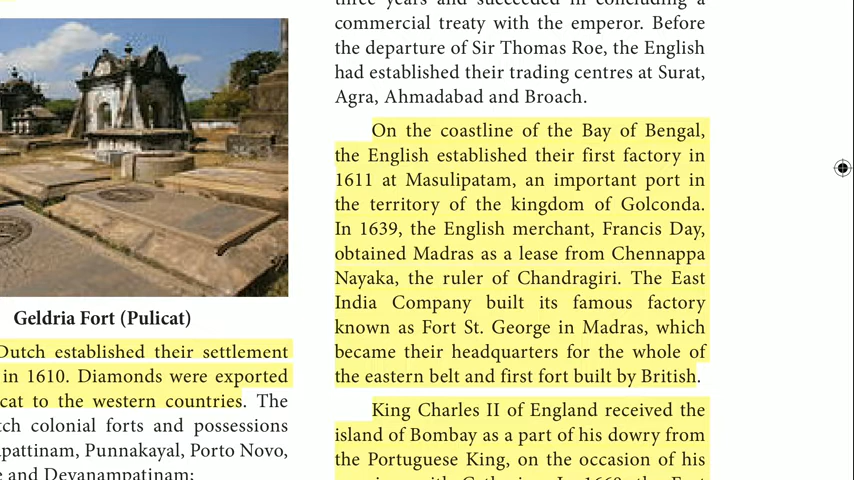 Geldria Fort (Pulicat)
Dutch established their settlement
in 1610. Diamonds were exported
to the western countries. The
colonial forts and possessions
Punnakayal, Porto Novo,
and Devanampatinam;
three years and succeeded in concluding a
commercial treaty with the emperor. Before
the departure of Sir Thomas Roe, the English
had established their trading centres at Surat,
Agra, Ahmadabad and Broach.
On the coastline of the Bay of Bengal,
the English established their first factory in
1611 at Masulipatam, an important port in
the territory of the kingdom of Golconda.
In 1639, the English merchant, Francis Day,
obtained Madras as a lease from Chennappa
Nayaka, the ruler of Chandragiri. The East
India Company built its famous factory
known as Fort St. George in Madras, which
became their headquarters for the whole of
the eastern belt and first fort built by British.
King Charles II of England received the
island of Bombay as a part of his dowry from
the Portuguese King, on the occasion of his